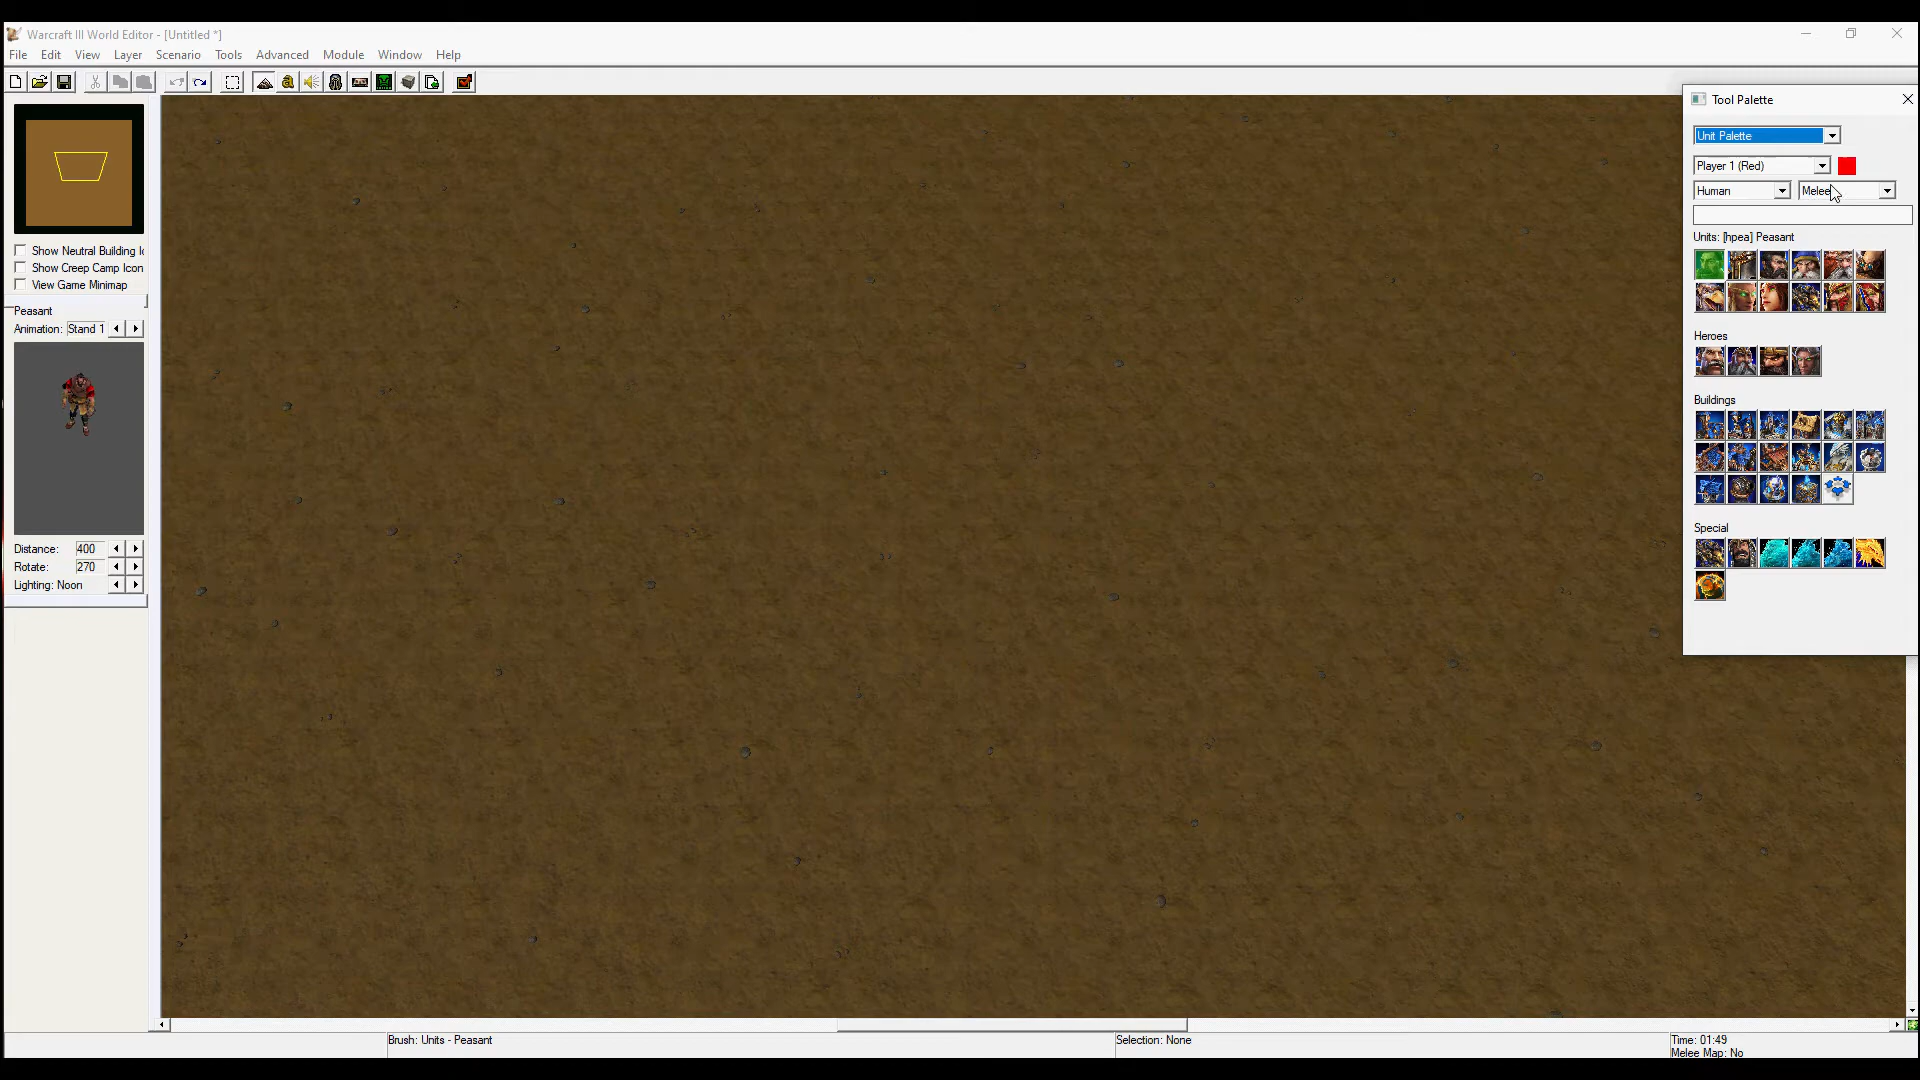 Warcraft III World Editor - [Untitled *]
File Edit View Layer Scenario Tools Advanced Module Window Help
Tool Palette
Unit Palette
Player 1 (Red)
Human Melee
Units: [hpea] Peasant
Heroes
Buildings
Special
Show Neutral Building Ic
Show Creep Camp Icon
View Game Minimap
Peasant
Animation: Stand 1
Distance: 400
Rotate: 270
Lighting: Noon
Brush: Units - Peasant
Selection: None
Time: 01:49
Melee Map: No